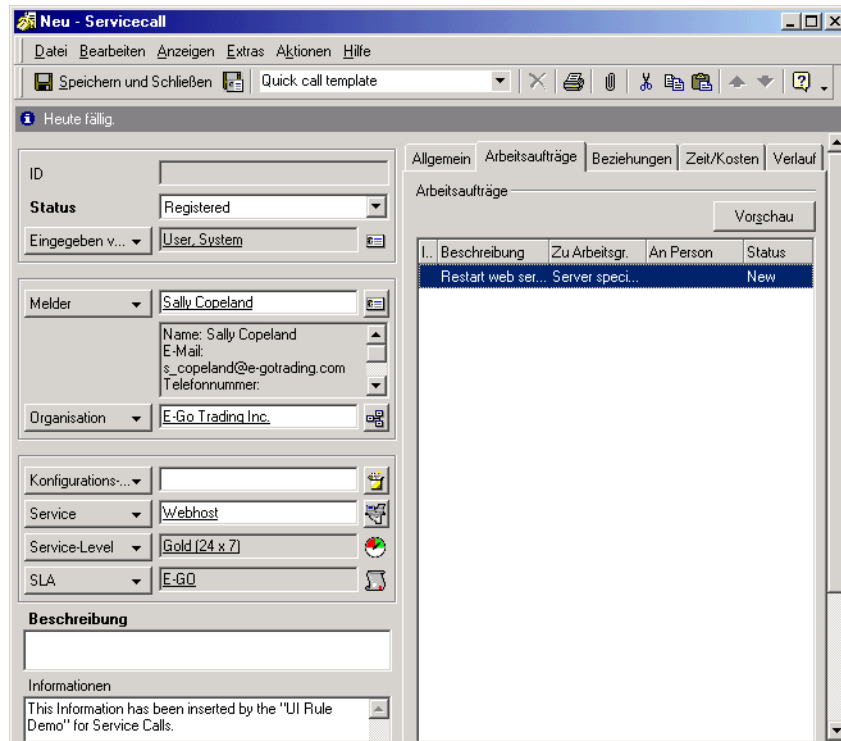 Neu - Servicecall
Datei Bearbeiten Anzeigen Extras Aktionen Hilfe
Speichern und Schließen Quick call template
Heute fällig.
ID
Status Registered
Eingegeben v... User, System
Melder Sally Copeland
Name: Sally Copeland
E-Mail:
s_copeland@e-gotrading.com
Telefonnummer:
Organisation E-Go Trading Inc.
Konfigurations-...
Service Webhost
Service-Level Gold (24 x 7)
SLA E-GO
Beschreibung
Informationen
This Information has been inserted by the "UI Rule
Demo" for Service Calls.
Allgemein Arbeitsaufträge Beziehungen Zeit/Kosten Verlauf
Arbeitsaufträge
Vorschau
I.. Beschreibung Zu Arbeitsgr. An Person Status
Restart web ser... Server speci... New